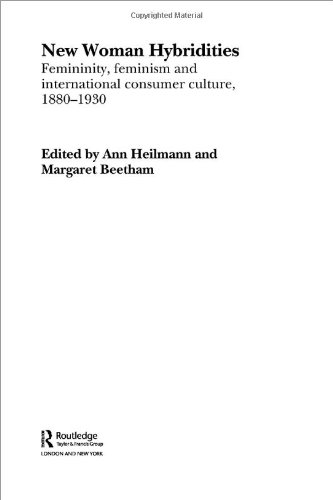 Copyrighted Material
New Woman Hybridities
Femininity, feminism and
international consumer culture,
1880–1930
Edited by Ann Heilmann and
Margaret Beetham
R Routledge
Taylor & Francis Group
LONDON AND NEW YORK